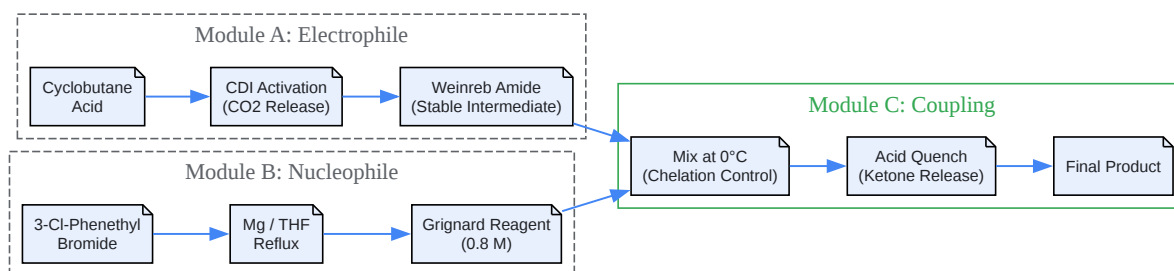 Module A: Electrophile
Cyclobutane
Acid
CDI Activation
(CO2 Release)
Weinreb Amide
(Stable Intermediate)
Module B: Nucleophile
3-Cl-Phenethyl
Bromide
Mg / THF
Reflux
Grignard Reagent
(0.8 M)
Module C: Coupling
Mix at 0°C
(Chelation Control)
Acid Quench
(Ketone Release)
Final Product